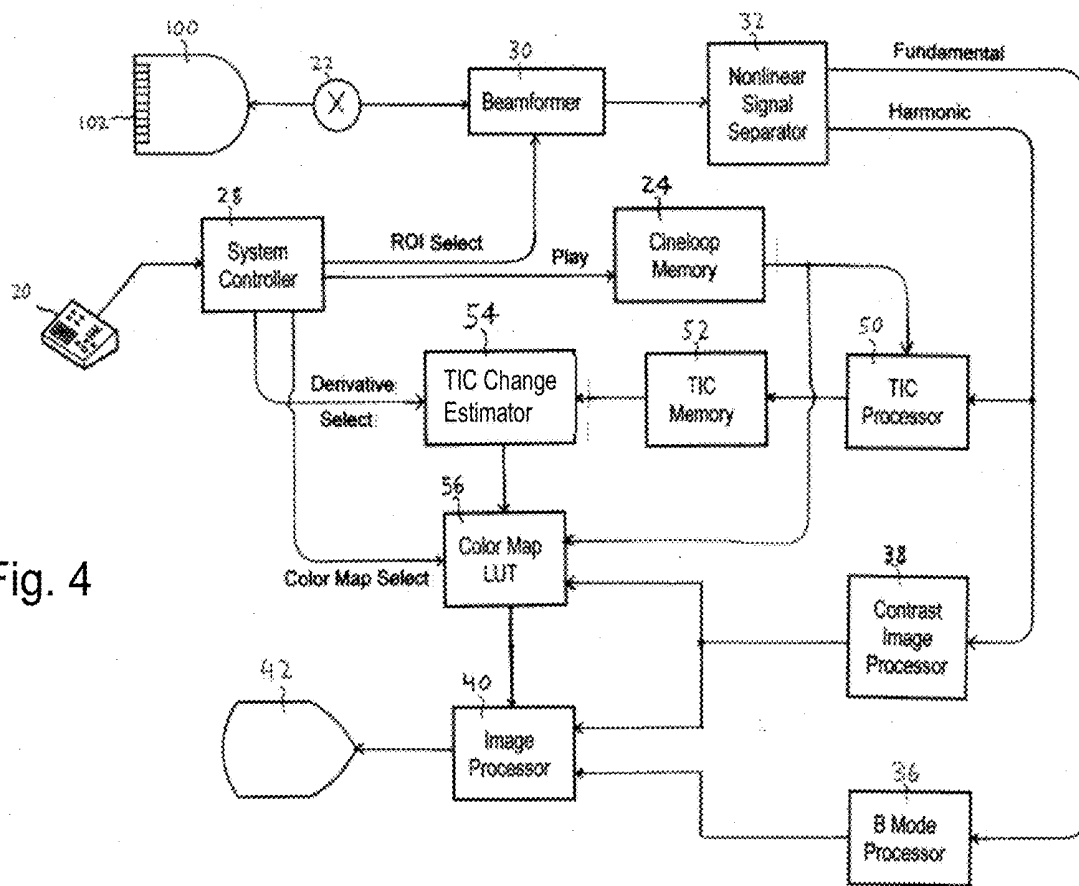 100
22
30
32
Fundamental
X
Beamformer
Nonlinear
Signal
Separator
102
Harmonic
28
24
System
Controller
ROI Select
Play
Cineloop
Memory
20
54
52
50
Derivative
Select
TIC Change
Estimator
TIC
Memory
TIC
Processor
56
Color Map
LUT
38
Fig. 4
Color Map Select
Contrast
Image
Processor
42
40
Image
Processor
36
B Mode
Processor